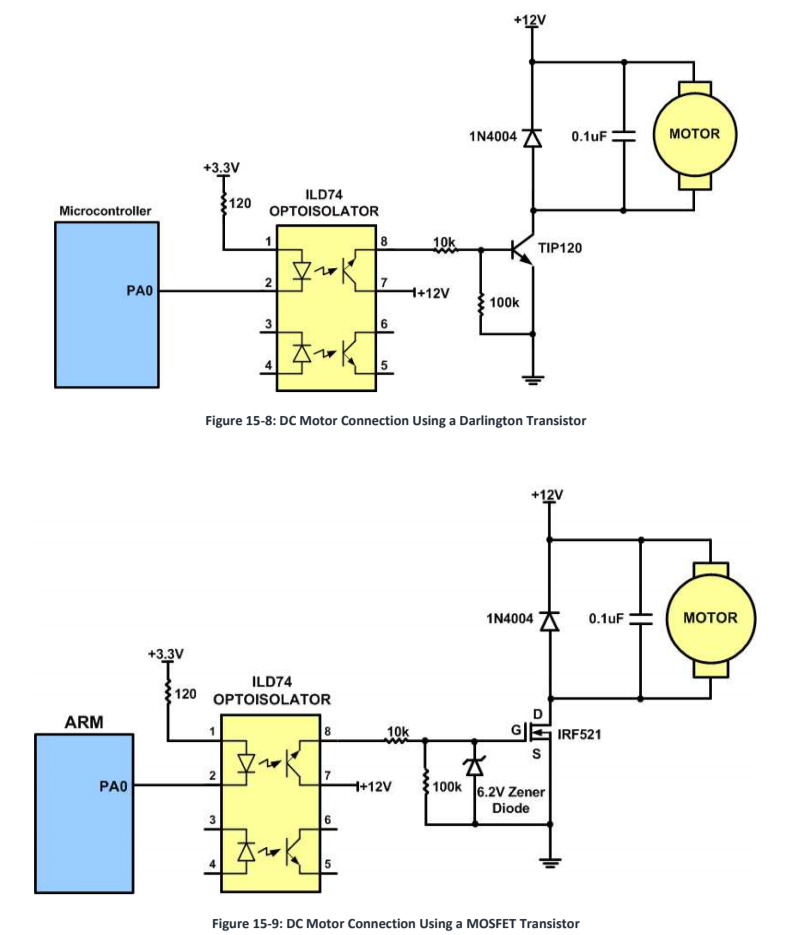 +12V
1N4004
0.1uF
MOTOR
+3.3V
120
ILD74
OPTOISOLATOR
Microcontroller
1
8
10k
TIP120
PA0
2
7
+12V
100k
3
6
4
5
Figure 15-8: DC Motor Connection Using a Darlington Transistor
+12V
1N4004
0.1uF
MOTOR
+3.3V
120
ILD74
OPTOISOLATOR
ARM
1
8
10k
D
G
IRF521
S
PA0
2
7
+12V
100k
6.2V Zener
Diode
3
6
4
5
Figure 15-9: DC Motor Connection Using a MOSFET Transistor